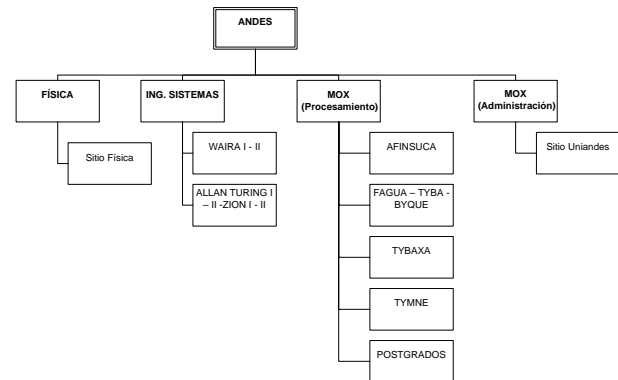 ANDES
FÍSICA
ING. SISTEMAS
MOX
(Procesamiento)
MOX
(Administración)
Sitio Física
WAIRA I - II
ALLAN TURING I
– II -ZION I - II
AFINSUCA
FAGUA – TYBA -
BYQUE
TYBAXA
TYMNE
POSTGRADOS
Sitio Uniandes